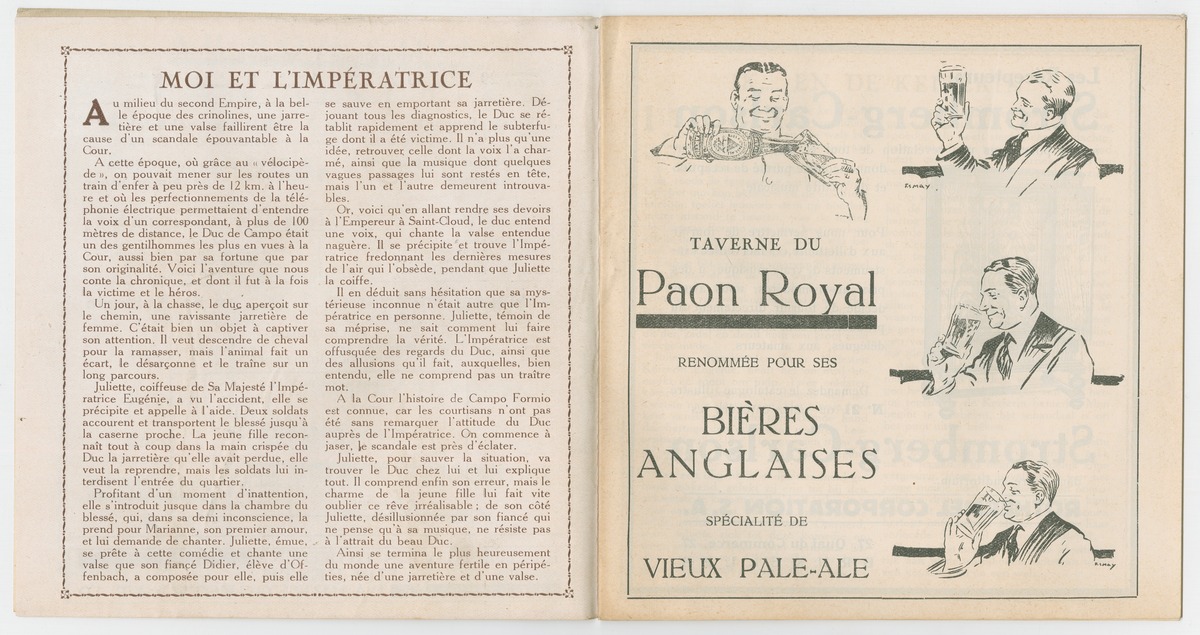 MOI ET L'IMPÉRATRICE
Au milieu du second Empire, à la bel-
le époque des crinolines, une jarre-
tière et une valse faillirent être la
cause d'un scandale épouvantable à la
Cour.
A cette époque, où grâce au « vélocipè-
de », on pouvait mener sur les routes un
train d'enfer à peu près de 12 km. à l'heu-
re et où les perfectionnements de la télé-
phonie électrique permettaient d'entendre
la voix d'un correspondant, à plus de 100
mètres de distance, le Duc de Campo était
un des gentilhommes les plus en vues à la
Cour, aussi bien par sa fortune que par
son originalité. Voici l'aventure que nous
conte la chronique, et dont il fut à la fois
la victime et le héros.
Un jour, à la chasse, le duc aperçoit sur
le chemin, une ravissante jarretière de
femme. C'était bien un objet à captiver
son attention. Il veut descendre de cheval
pour la ramasser, mais l'animal fait un
écart, le désarçonne et le traîne sur un
long parcours.
Juliette, coiffeuse de Sa Majesté l'Impé-
ratrice Eugénie, a vu l'accident, elle se
précipite et appelle à l'aide. Deux soldats
accourent et transportent le blessé jusqu'à
la caserne proche. La jeune fille recon-
naît tout à coup dans la main crispée du
Duc la jarretière qu'elle avait perdue, elle
veut la reprendre, mais les soldats lui in-
terdisent l'entrée du quartier.
Profitant d'un moment d'inattention,
elle s'introduit jusque dans la chambre du
blessé, qui, dans sa demi inconscience, la
prend pour Marianne, son premier amour,
et lui demande de chanter. Juliette, émue,
se prête à cette comédie et chante une
valse que son fiancé Didier, élève d'Of-
fenbach, a composée pour elle, puis elle
se sauve en emportant sa jarretière. Dé-
jouant tous les diagnostics, le Duc se ré-
tablit rapidement et apprend le subterfu-
ge dont il a été victime. Il n'a plus qu'une
idée, retrouver celle dont la voix l'a char-
mé, ainsi que la musique dont quelques
vagues passages lui sont restés en tête,
mais l'un et l'autre demeurent introuva-
bles.
Or, voici qu'en allant rendre ses devoirs
à l'Empereur à Saint-Cloud, le duc entend
une voix, qui chante la valse entendue
naguère. Il se précipite et trouve l'Impé-
ratrice fredonnant les dernières mesures
de l'air qui l'obsède, pendant que Juliette
la coiffe.
Il en déduit sans hésitation que sa mys-
térieuse inconnue n'était autre que l'Im-
pératrice en personne. Juliette, témoin de
sa méprise, ne sait comment lui faire
comprendre la vérité. L'Impératrice est
offusquée des regards du Duc, ainsi que
des allusions qu'il fait, auxquelles, bien
entendu, elle ne comprend pas un traître
mot.
A la Cour l'histoire de Campo Formio
est connue, car les courtisans n'ont pas
été sans remarquer l'attitude du Duc
auprès de l'Impératrice. On commence à
jaser, le scandale est près d'éclater.
Juliette, pour sauver la situation, va
trouver le Duc chez lui et lui explique
tout. Il comprend enfin son erreur, mais le
charme de la jeune fille lui fait vite
oublier ce rêve irréalisable ; de son côté
Juliette, désillusionnée par son fiancé qui
ne pense qu'à sa musique, ne résiste pas
à l'attrait du beau Duc.
Ainsi se termina le plus heureusement
du monde une aventure fertile en péripé-
ties, née d'une jarretière et d'une valse.
TAVERNE DU
Paon Royal
RENOMMÉE POUR SES
BIÈRES
ANGLAISES
SPÉCIALITÉ DE
VIEUX PALE-ALE